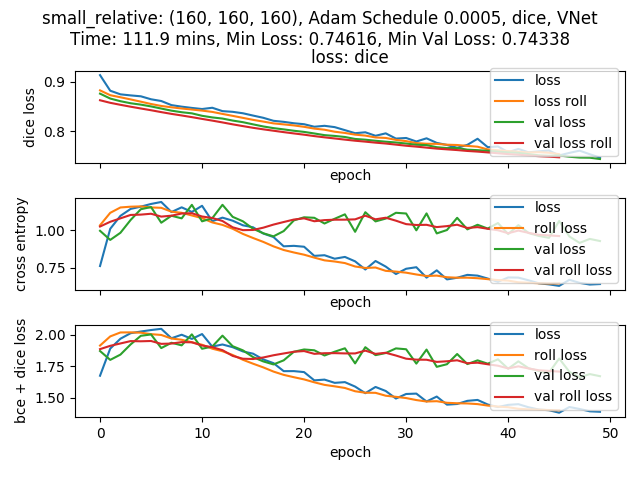 small_relative: (160, 160, 160), Adam Schedule 0.0005, dice, VNet
Time: 111.9 mins, Min Loss: 0.74616, Min Val Loss: 0.74338
loss: dice
0.9
0.8
dice loss
loss
loss roll
val loss
val loss roll
epoch
1.00
0.75
cross entropy
loss
roll loss
val loss
val roll loss
epoch
2.00
1.75
1.50
bce + dice loss
loss
roll loss
val loss
val roll loss
0
10
20
30
40
50
epoch